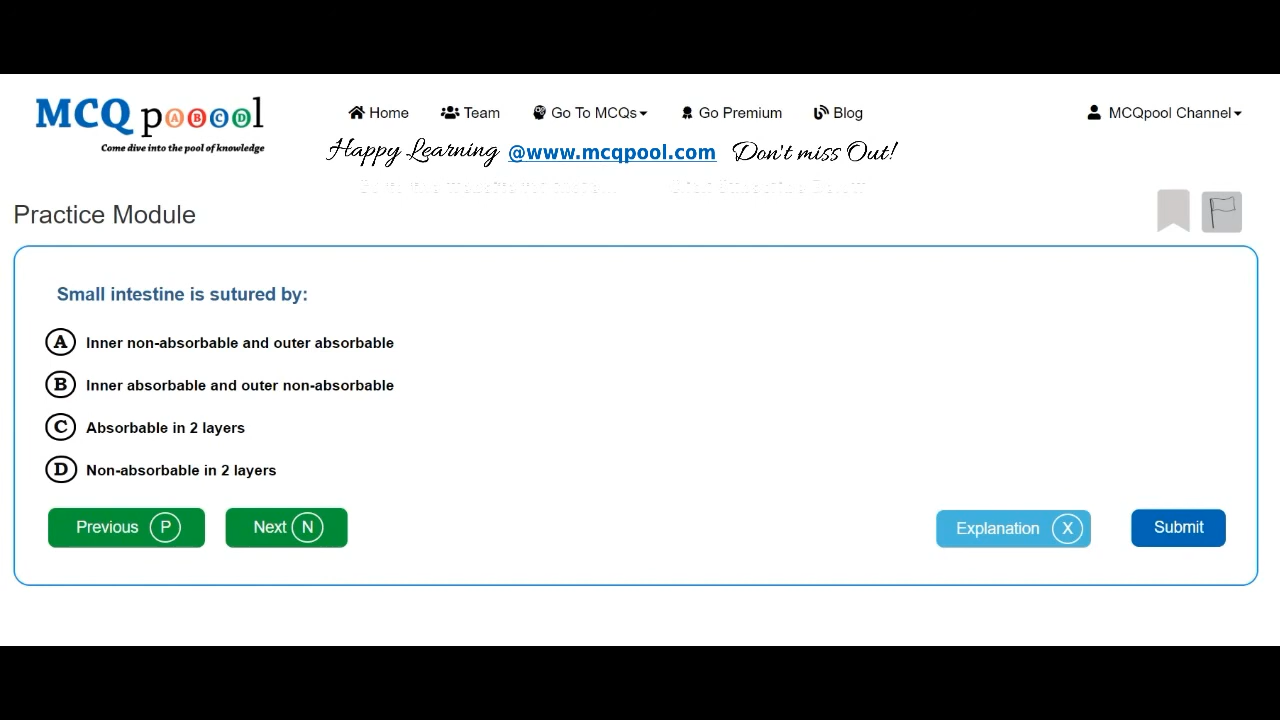 MCQ pooool
Come dive into the pool of knowledge
Home Team Go To MCQs Go Premium Blog MCQpool Channel
Happy Learning @www.mcqpool.com Don't miss Out!
Practice Module
Small intestine is sutured by:
A Inner non-absorbable and outer absorbable
B Inner absorbable and outer non-absorbable
C Absorbable in 2 layers
D Non-absorbable in 2 layers
Previous P Next N Explanation X Submit